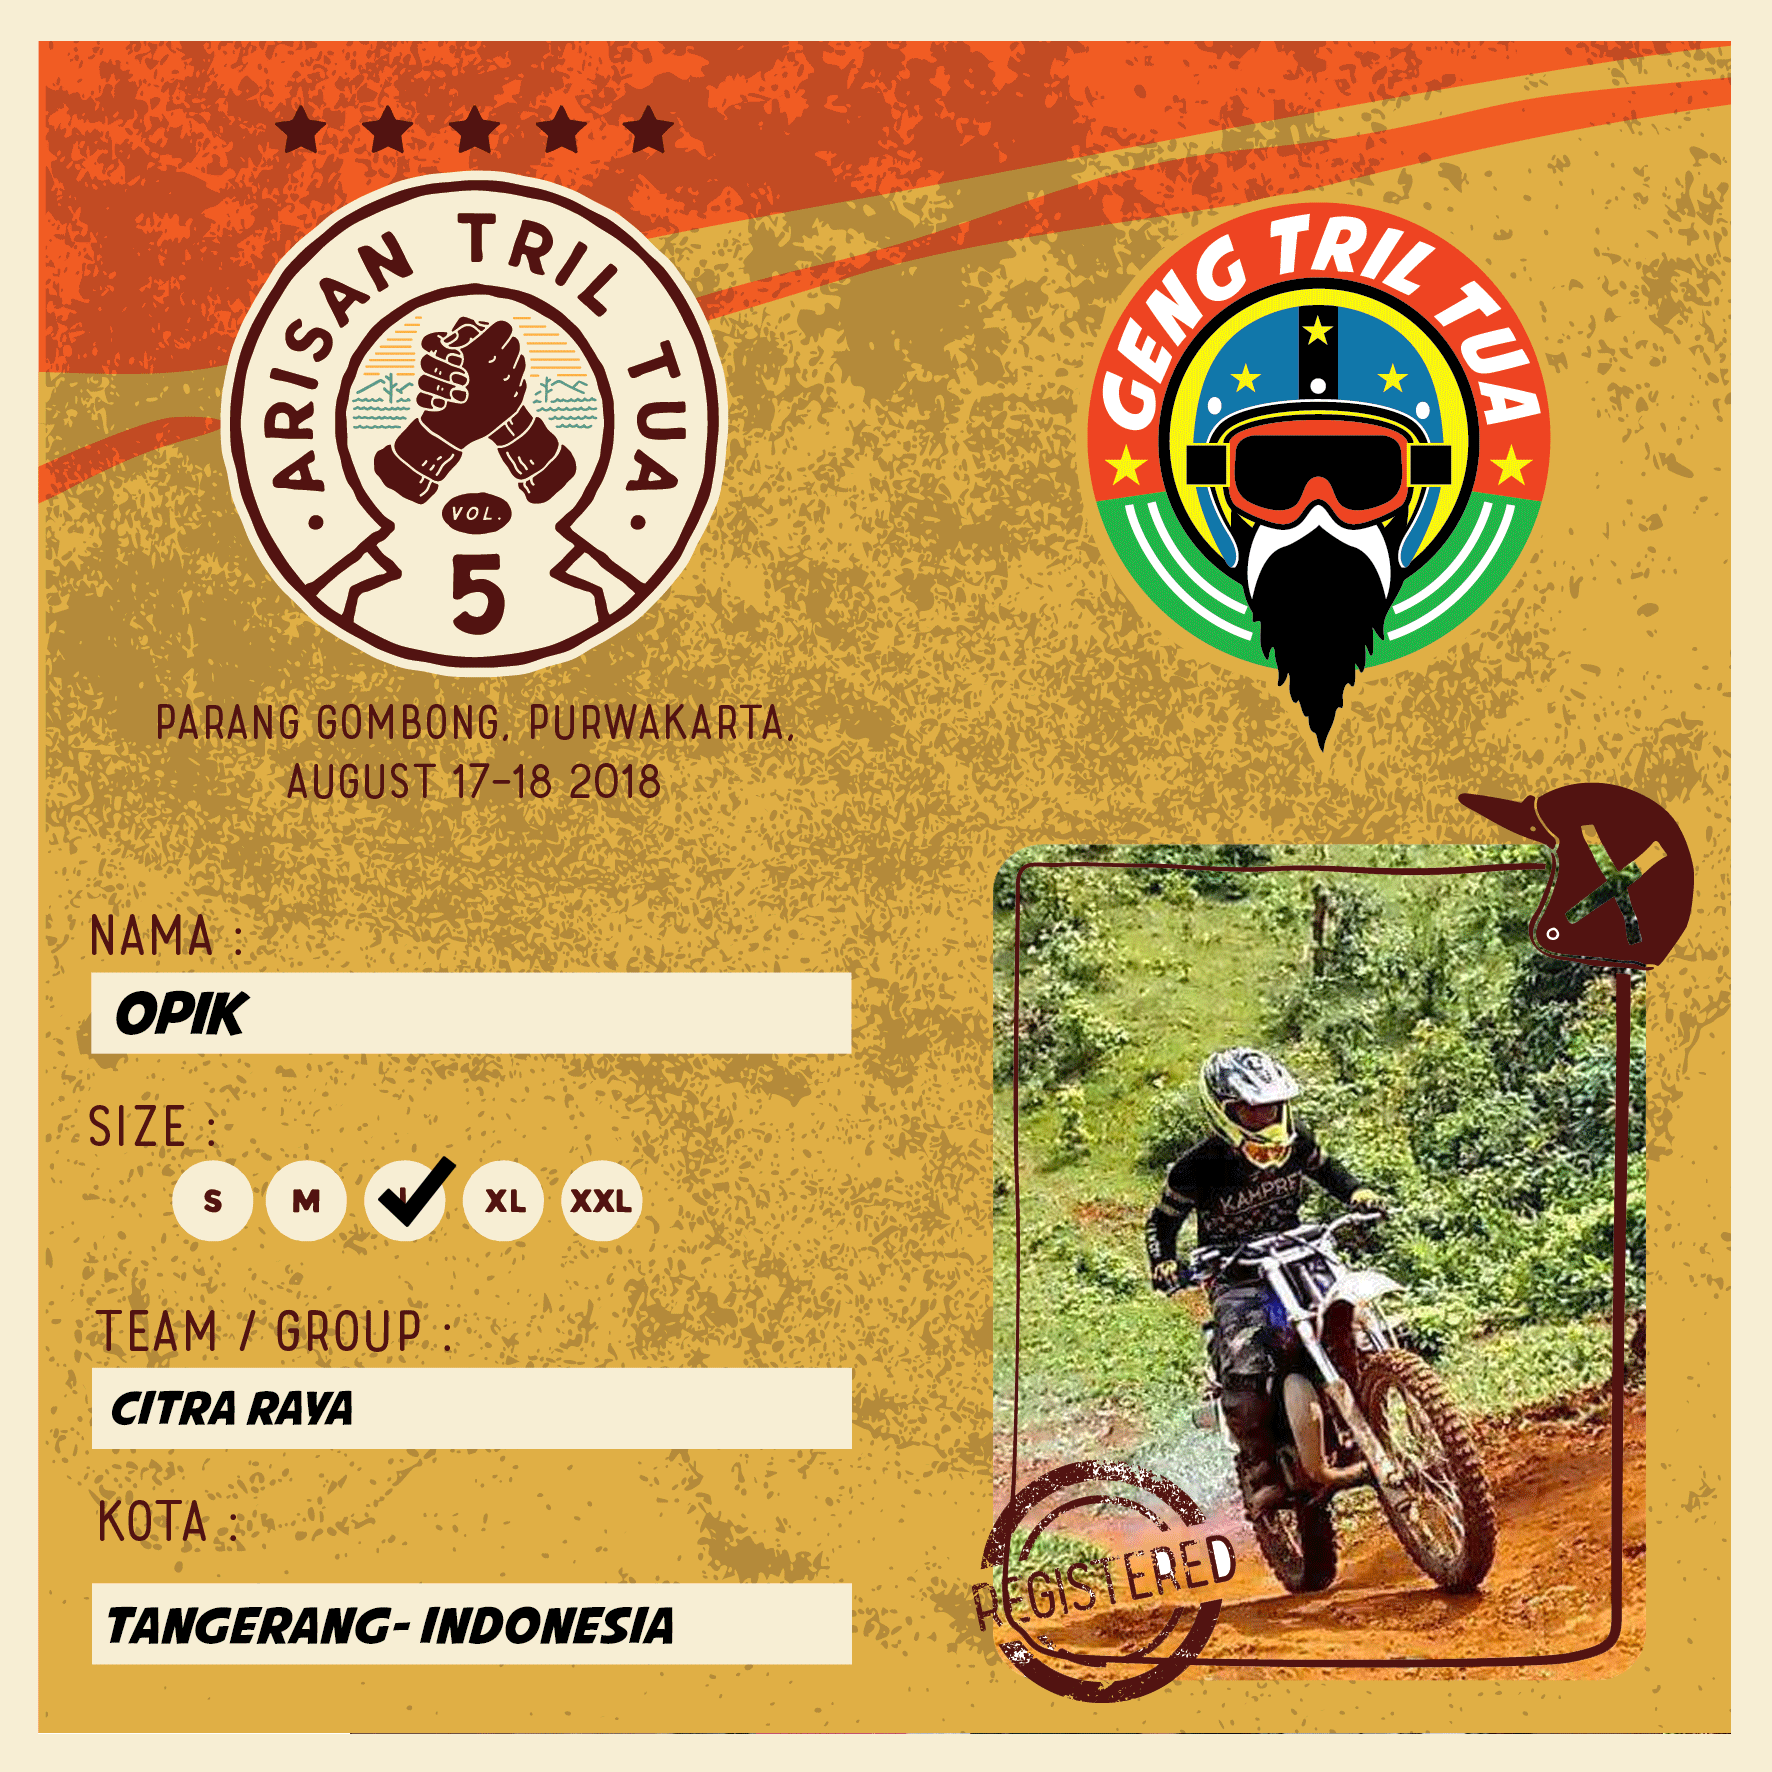 ARISAN TRIL TUA
VOL.
5
GENG TRIL TUA
PARANG GOMBONG, PURWAKARTA,
AUGUST 17-18 2018
NAMA :
OPIK
SIZE :
S M XL XXL
TEAM / GROUP :
CITRA RAYA
KOTA :
TANGERANG- INDONESIA
KAMPRE
REGISTERED